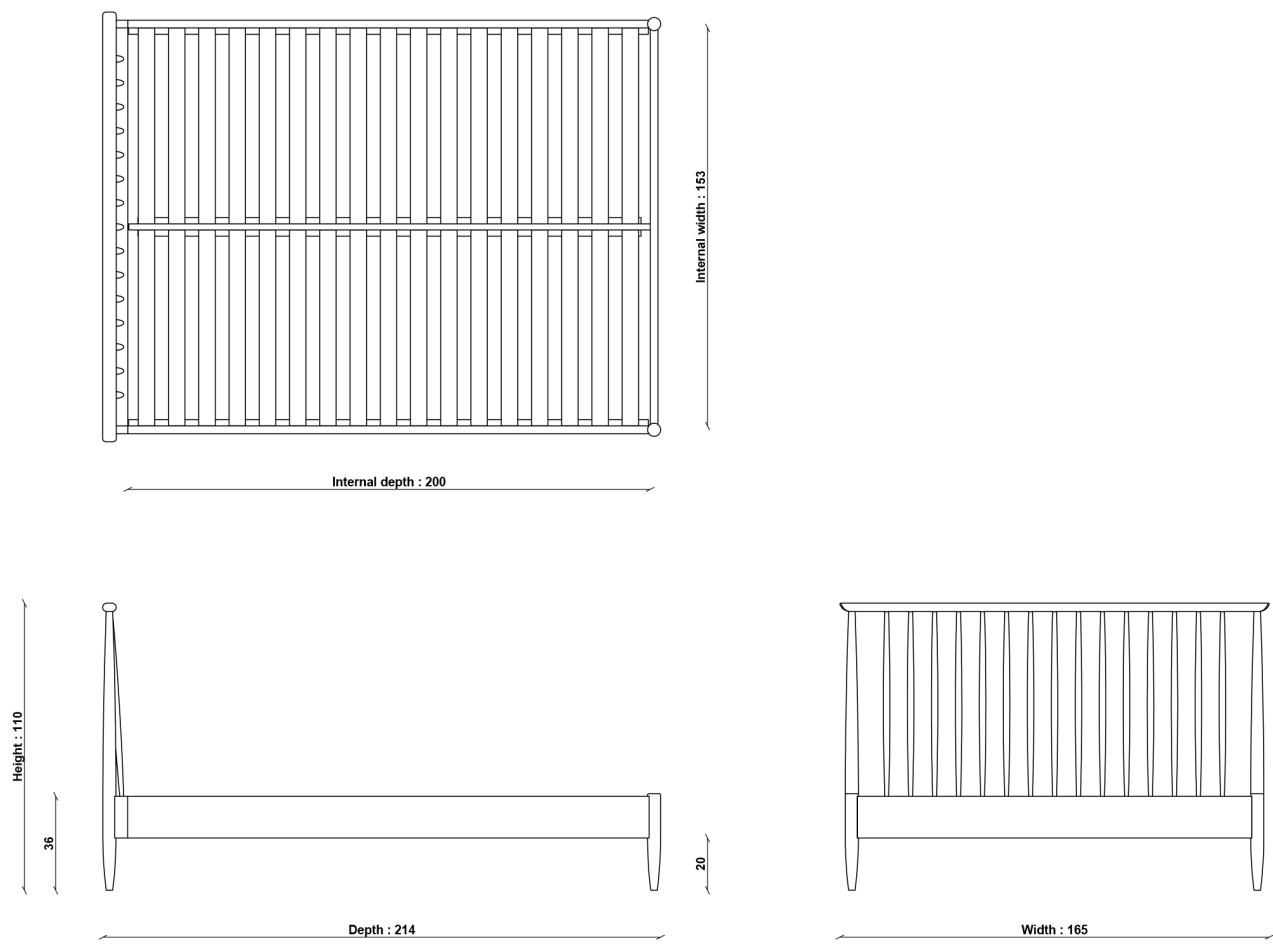 Internal width : 153
Internal depth : 200
Height : 110
36
20
Depth : 214
Width : 165